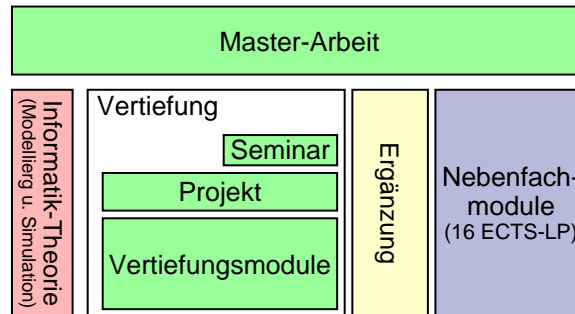 Master-Arbeit
Informatik-Theorie
(Modellierg u. Simulation)
Vertiefung
Seminar
Projekt
Vertiefungsmodule
Ergänzung
Nebenfach-
module
(16 ECTS-LP)